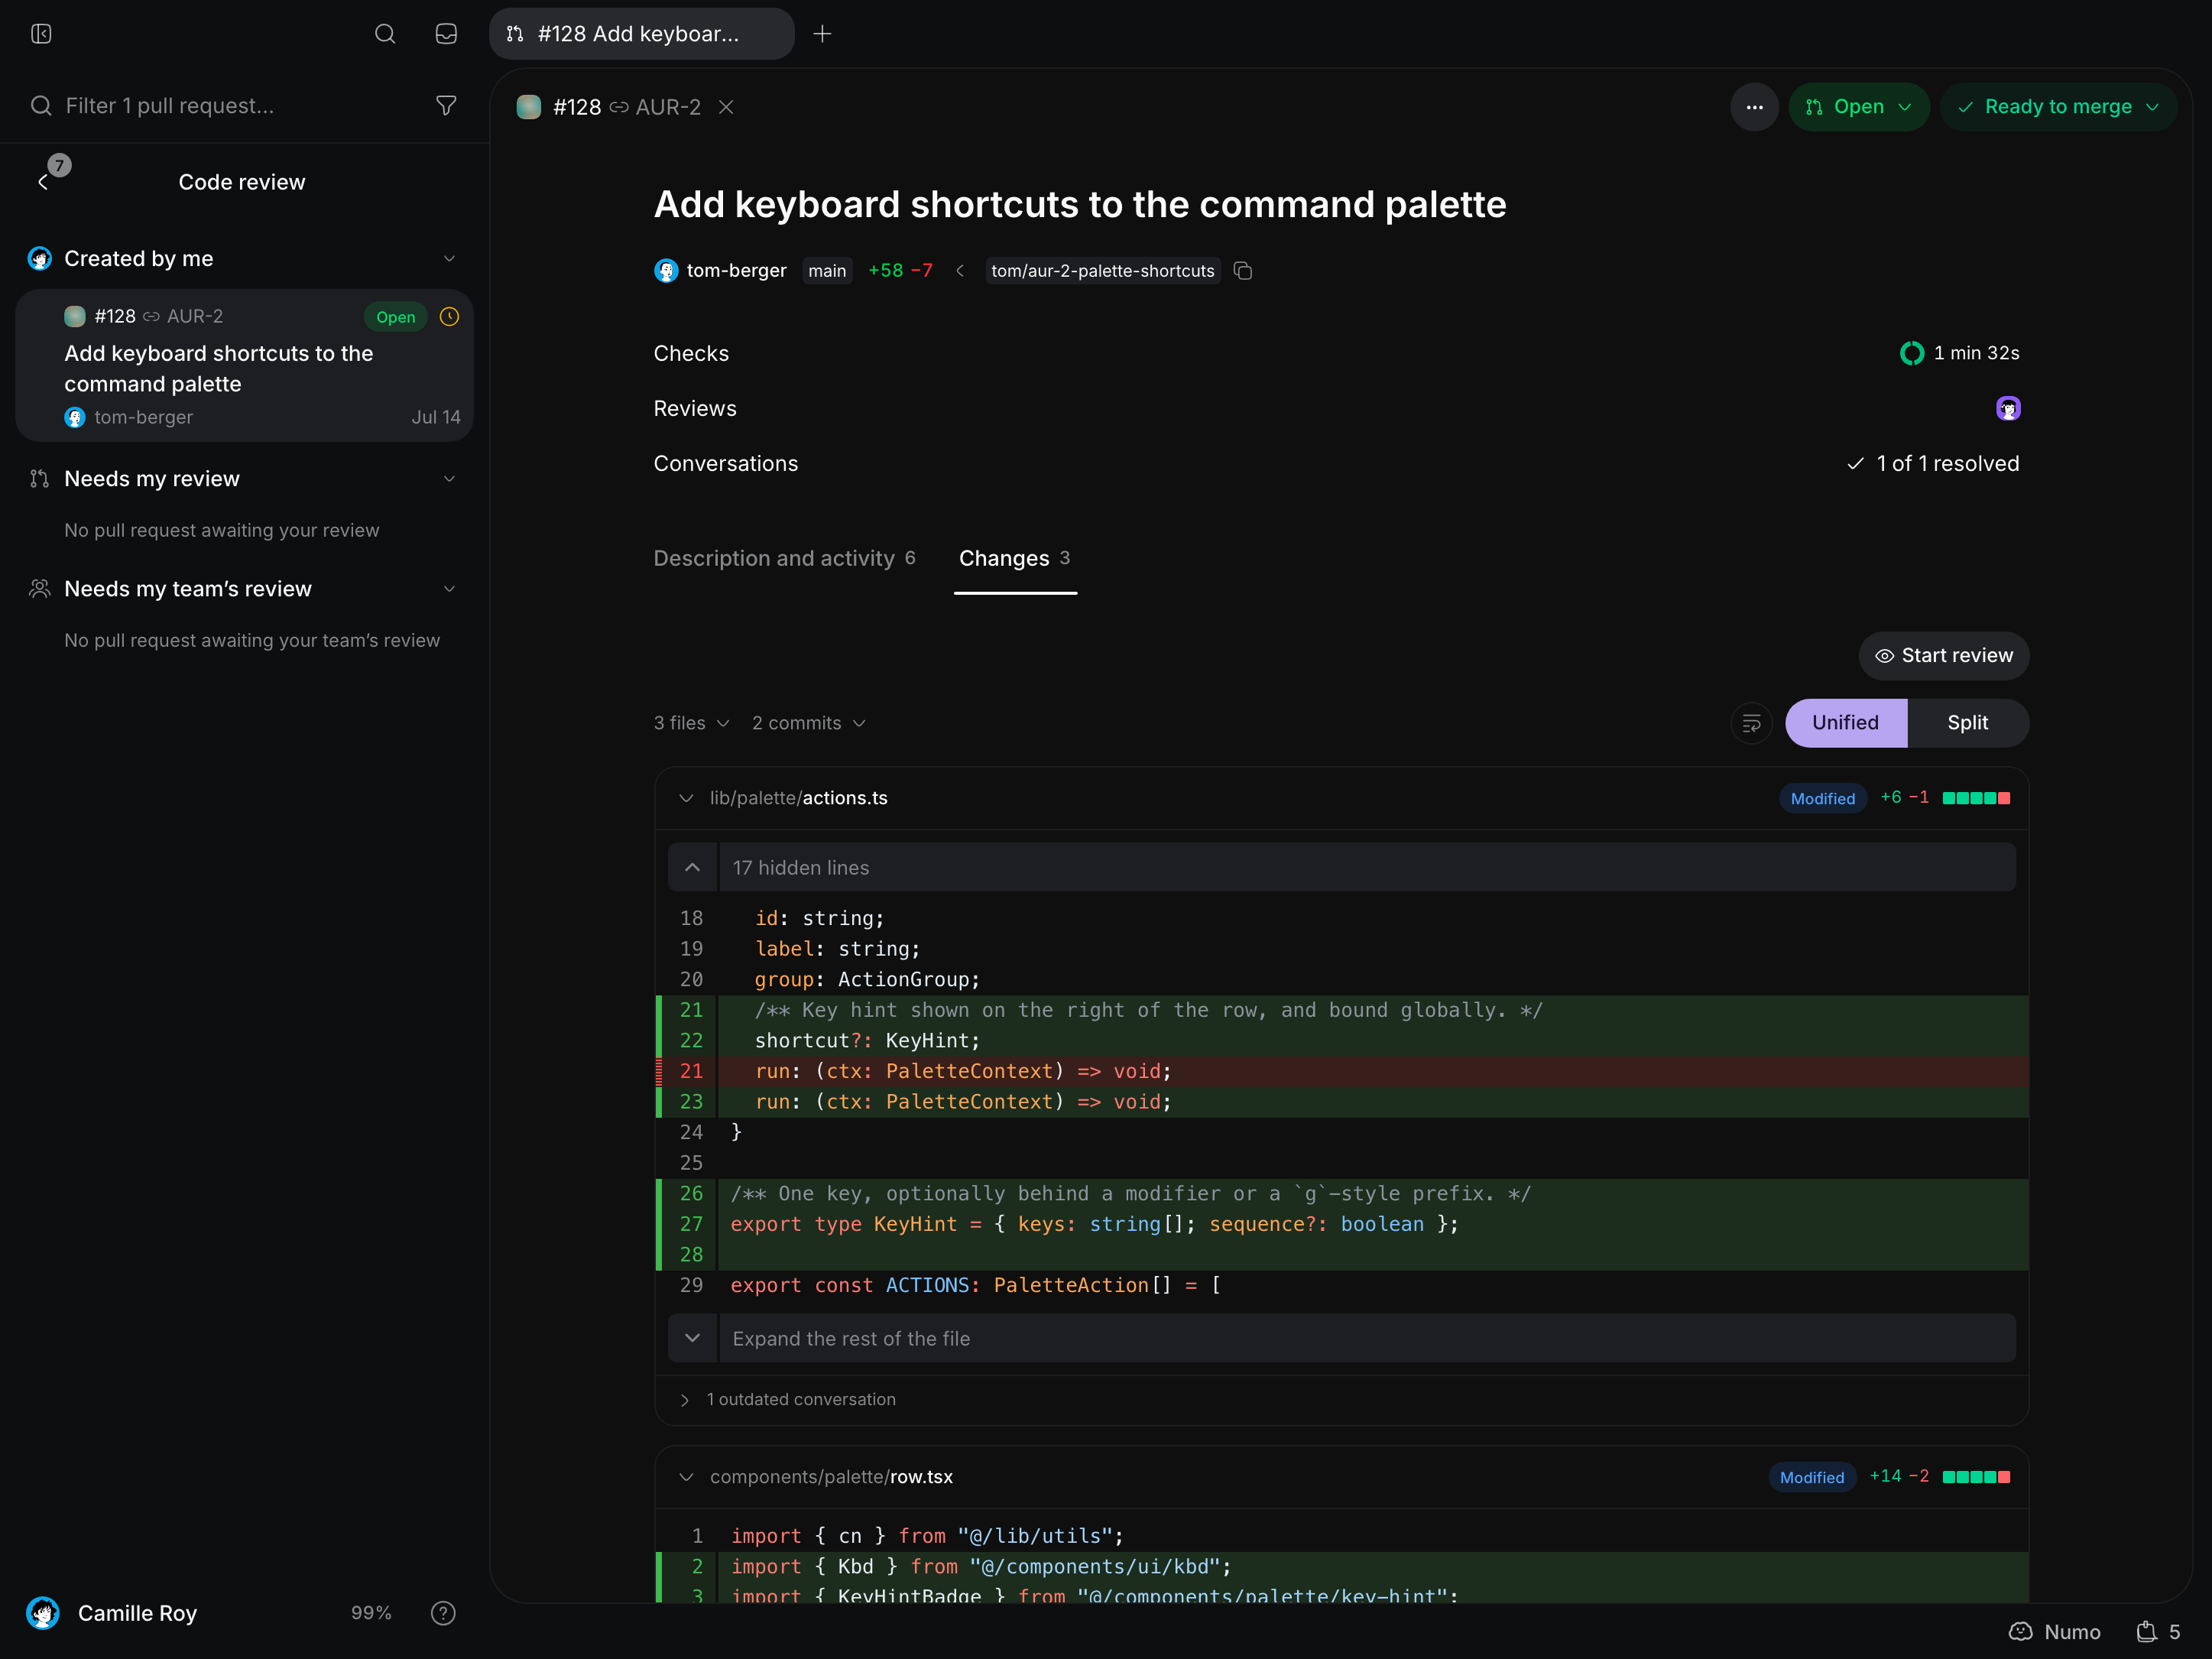 #128 Add keyboar...
Filter 1 pull request...
#128 AUR-2
Open
Ready to merge
7
Code review
Created by me
#128 AUR-2 Open
Add keyboard shortcuts to the
command palette
tom-berger Jul 14
Needs my review
No pull request awaiting your review
Needs my team’s review
No pull request awaiting your team’s review
Add keyboard shortcuts to the command palette
tom-berger main +58 −7 tom/aur-2-palette-shortcuts
Checks 1 min 32s
Reviews
Conversations 1 of 1 resolved
Description and activity 6 Changes 3
Start review
3 files 2 commits Unified Split
lib/palette/actions.ts Modified +6 −1
17 hidden lines
18 id: string;
19 label: string;
20 group: ActionGroup;
21 /** Key hint shown on the right of the row, and bound globally. */
22 shortcut?: KeyHint;
21 run: (ctx: PaletteContext) => void;
23 run: (ctx: PaletteContext) => void;
24 }
25
26 /** One key, optionally behind a modifier or a `g`-style prefix. */
27 export type KeyHint = { keys: string[]; sequence?: boolean };
28
29 export const ACTIONS: PaletteAction[] = [
Expand the rest of the file
1 outdated conversation
components/palette/row.tsx Modified +14 −2
1 import { cn } from "@/lib/utils";
2 import { Kbd } from "@/components/ui/kbd";
3 import { KeyHintBadge } from "@/components/palette/key-hint";
Camille Roy 99%
Numo 5